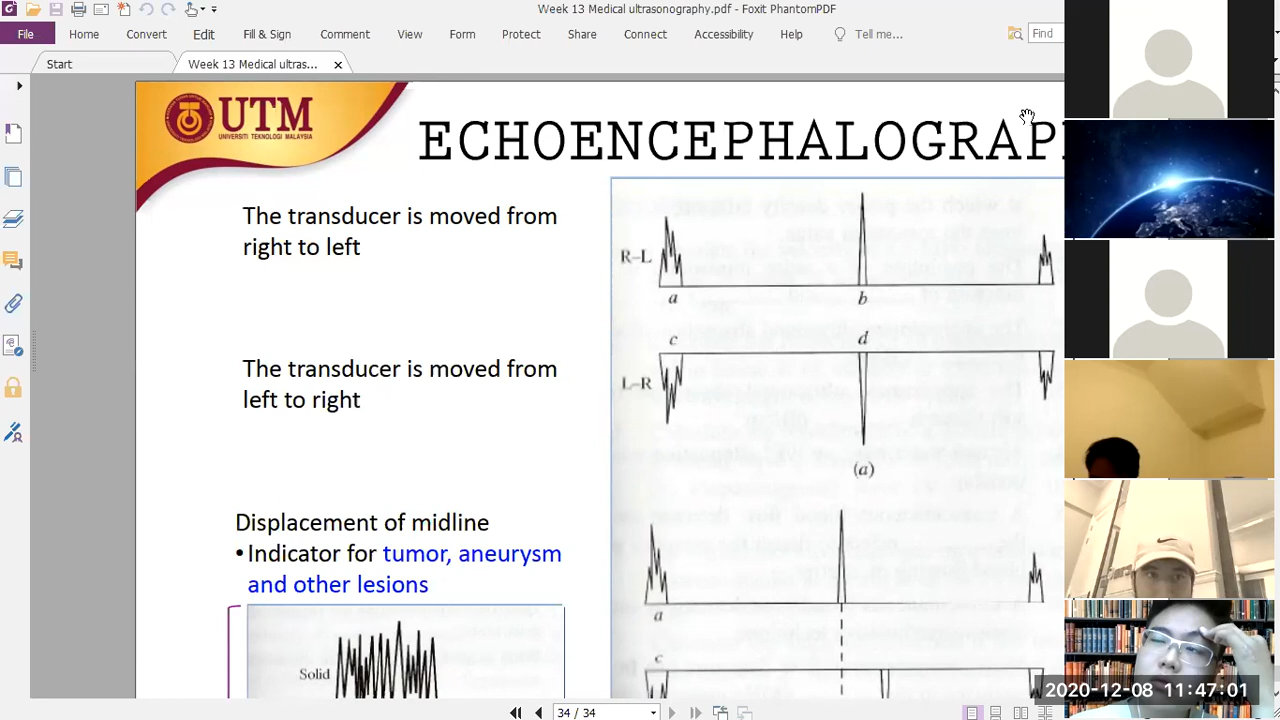 Week 13 Medical ultrasonography.pdf - Foxit PhantomPDF
File Home Convert Edit Fill & Sign Comment View Form Protect Share Connect Accessibility Help Tell me... Find
Start Week 13 Medical ultras...
UTM
UNIVERSITI TEKNOLOGI MALAYSIA
ECHOENCEPHALOGRAP
The transducer is moved from
right to left
R–L
a b
The transducer is moved from
left to right
c d
L–R
(a)
Displacement of midline
• Indicator for tumor, aneurysm
and other lesions
a
c
Solid
2020-12-08 11:47:01
34 / 34